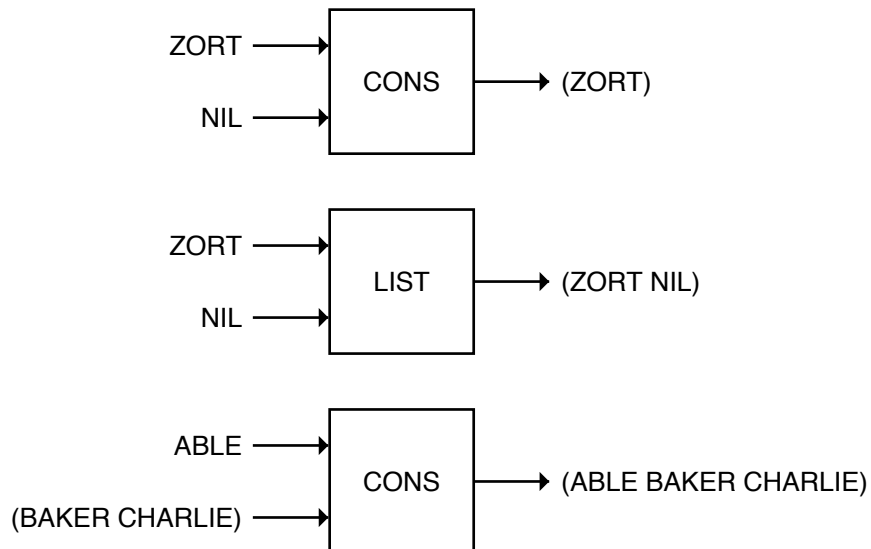 ZORT
CONS
(ZORT)
NIL
ZORT
LIST
(ZORT NIL)
NIL
ABLE
CONS
(ABLE BAKER CHARLIE)
(BAKER CHARLIE)